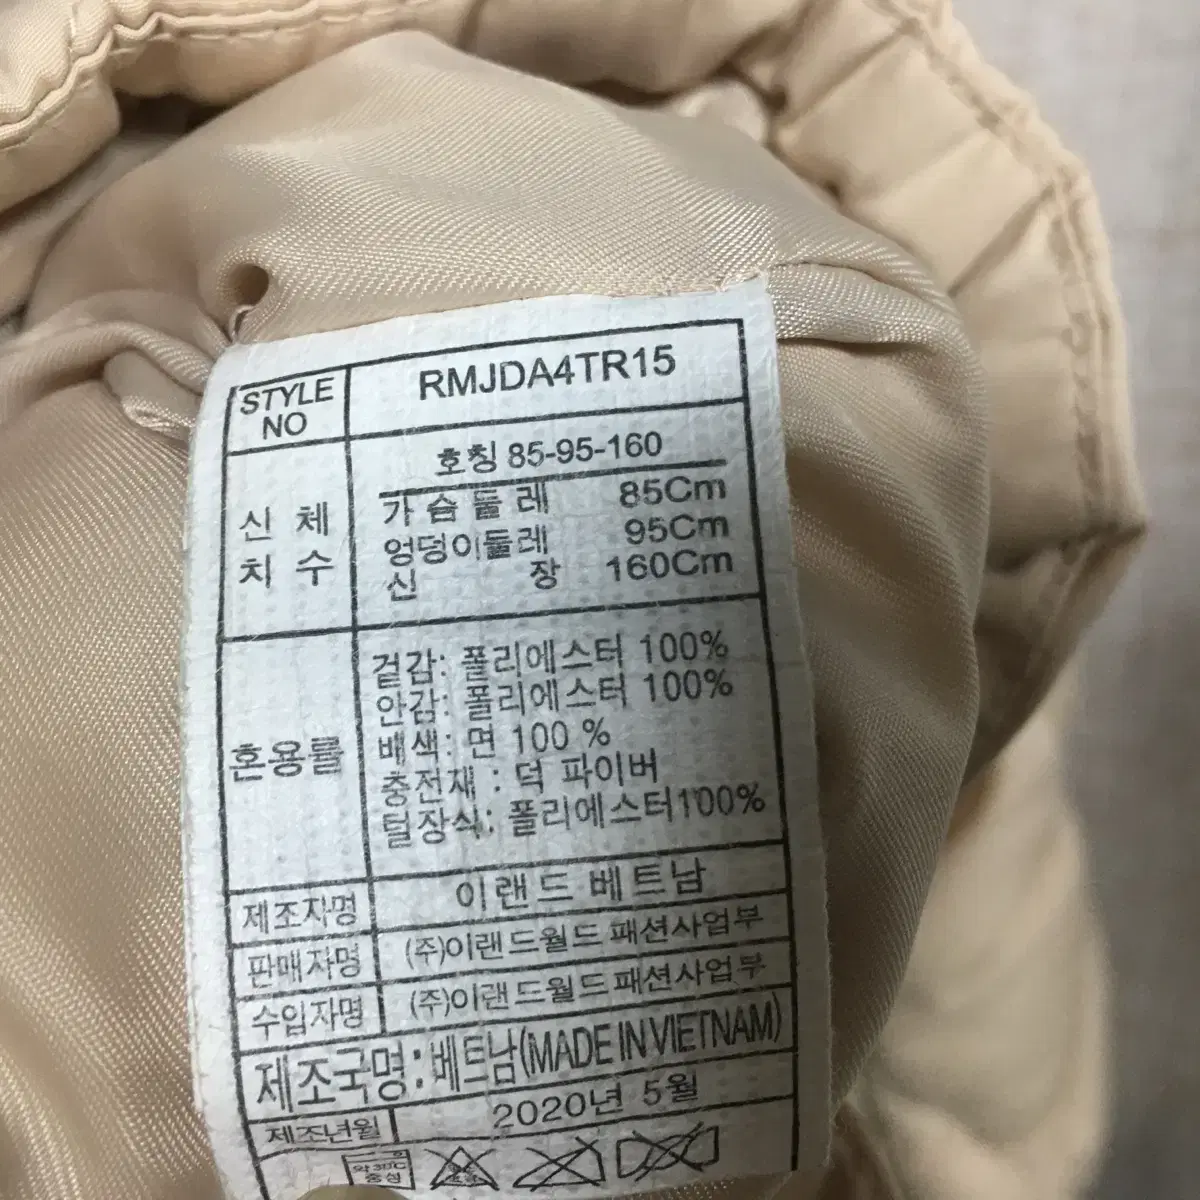 STYLE NO RMJDA4TR15
호칭 85-95-160
신체 치수
가슴둘레 85Cm
엉덩이둘레 95Cm
신장 160Cm
혼용률
겉감: 폴리에스터 100%
안감: 폴리에스터 100%
배색: 면 100 %
충전재 : 덕 파이버
털장식: 폴리에스터100%
제조자명 이랜드 베트남
판매자명 (주)이랜드월드 패션사업부
수입자명 (주)이랜드월드 패션사업부
제조국명 : 베트남(MADE IN VIETNAM)
제조년월 2020년 5월
약 30℃
중성